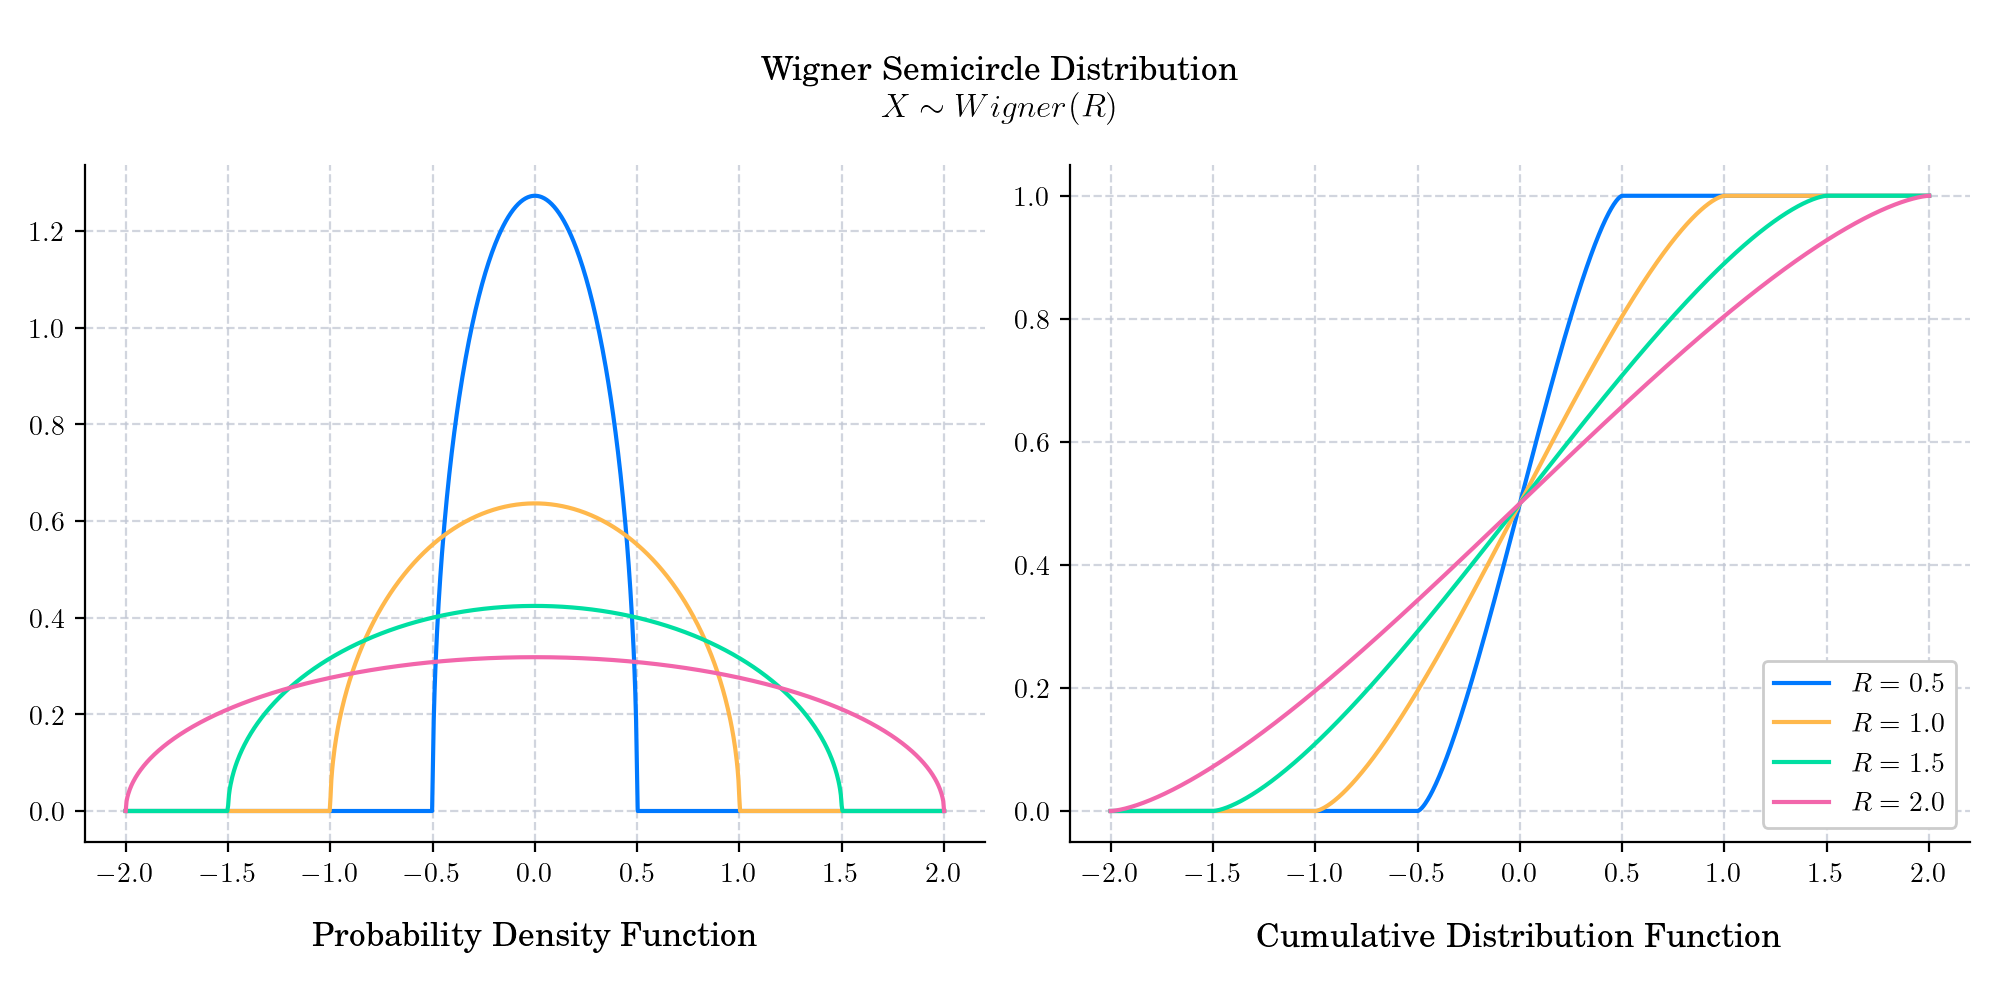 Wigner Semicircle Distribution
X ∼ Wigner(R)
1.2
1.0
0.8
0.6
0.4
0.2
0.0
−2.0 −1.5 −1.0 −0.5 0.0 0.5 1.0 1.5 2.0
Probability Density Function
1.0
0.8
0.6
0.4
0.2
0.0
R = 0.5
R = 1.0
R = 1.5
R = 2.0
−2.0 −1.5 −1.0 −0.5 0.0 0.5 1.0 1.5 2.0
Cumulative Distribution Function